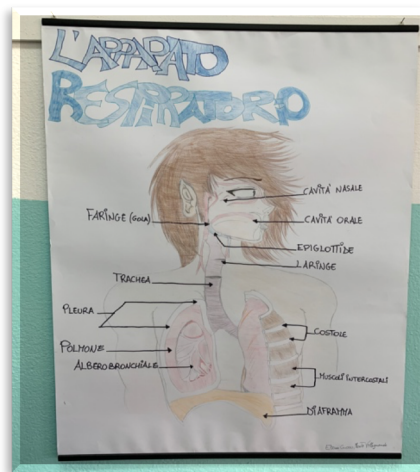 L'APPARATO
RESPIRATORIO
CAVITÀ NASALE
FARINGE (GOLA)
CAVITÀ ORALE
EPIGLOTTIDE
LARINGE
TRACHEA
PLEURA
COSTOLE
POLMONE
ALBERO BRONCHIALE
MUSCOLI INTERCOSTALI
DIAFRAMMA